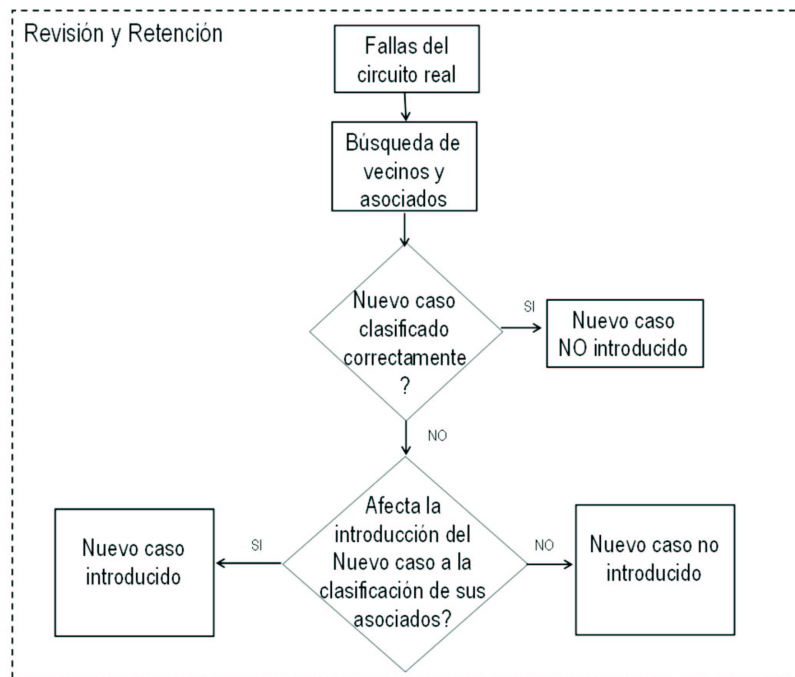 Revisión y Retención
Fallas del
circuito real
Búsqueda de
vecinos y
asociados
Nuevo caso
clasificado
correctamente
?
SI
Nuevo caso
NO introducido
NO
Afecta la
introducción del
Nuevo caso a la
clasificación de sus
asociados?
SI
Nuevo caso
introducido
NO
Nuevo caso no
introducido